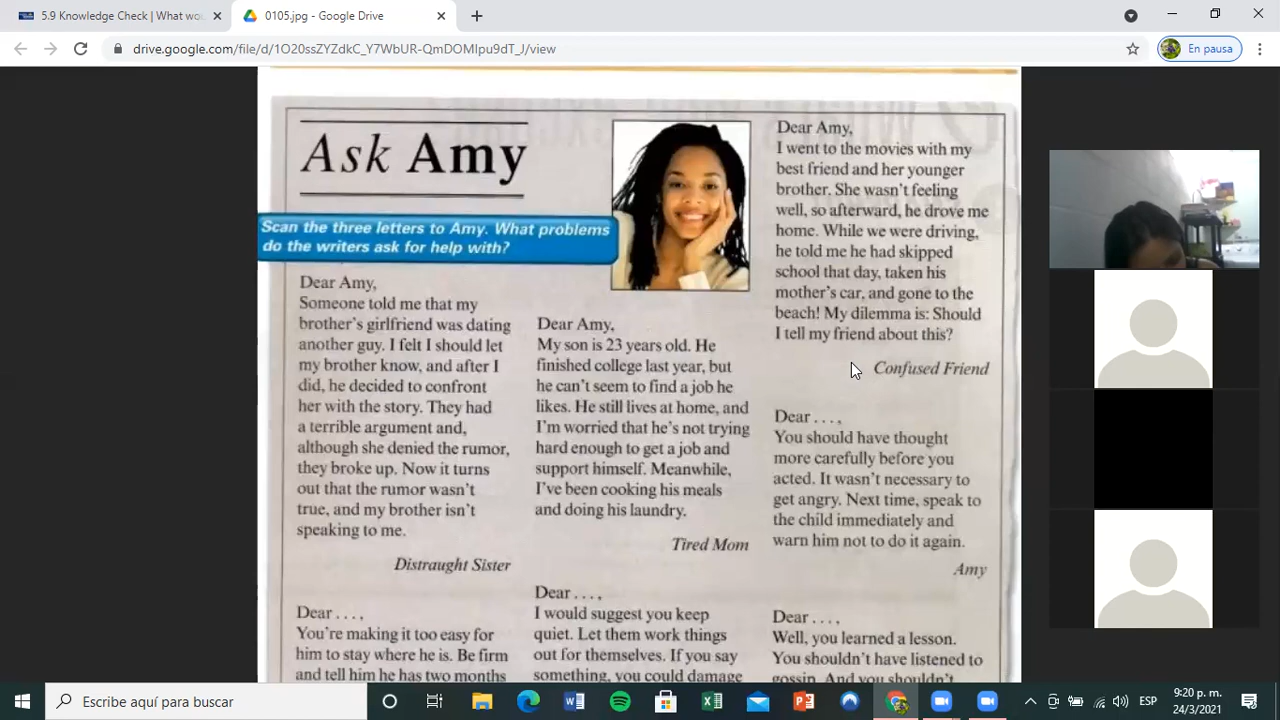 5.9 Knowledge Check | What wou
0105.jpg - Google Drive
drive.google.com/file/d/1O20ssZYZdkC_Y7WbUR-QmDOMIpu9dT_J/view
En pausa
Ask Amy
Scan the three letters to Amy. What problems
do the writers ask for help with?
Dear Amy,
Someone told me that my
brother's girlfriend was dating
another guy. I felt I should let
my brother know, and after I
did, he decided to confront
her with the story. They had
a terrible argument and,
although she denied the rumor,
they broke up. Now it turns
out that the rumor wasn't
true, and my brother isn't
speaking to me.
Distraught Sister
Dear . . . ,
You're making it too easy for
him to stay where he is. Be firm
and tell him he has two months
Dear Amy,
My son is 23 years old. He
finished college last year, but
he can't seem to find a job he
likes. He still lives at home, and
I'm worried that he's not trying
hard enough to get a job and
support himself. Meanwhile,
I've been cooking his meals
and doing his laundry.
Tired Mom
Dear . . . ,
I would suggest you keep
quiet. Let them work things
out for themselves. If you say
something, you could damage
Dear Amy,
I went to the movies with my
best friend and her younger
brother. She wasn't feeling
well, so afterward, he drove me
home. While we were driving,
he told me he had skipped
school that day, taken his
mother's car, and gone to the
beach! My dilemma is: Should
I tell my friend about this?
Confused Friend
Dear . . . ,
You should have thought
more carefully before you
acted. It wasn't necessary to
get angry. Next time, speak to
the child immediately and
warn him not to do it again.
Amy
Dear . . . ,
Well, you learned a lesson.
You shouldn't have listened to
gossip. And you shouldn't
Escribe aquí para buscar
ESP
9:20 p. m.
24/3/2021